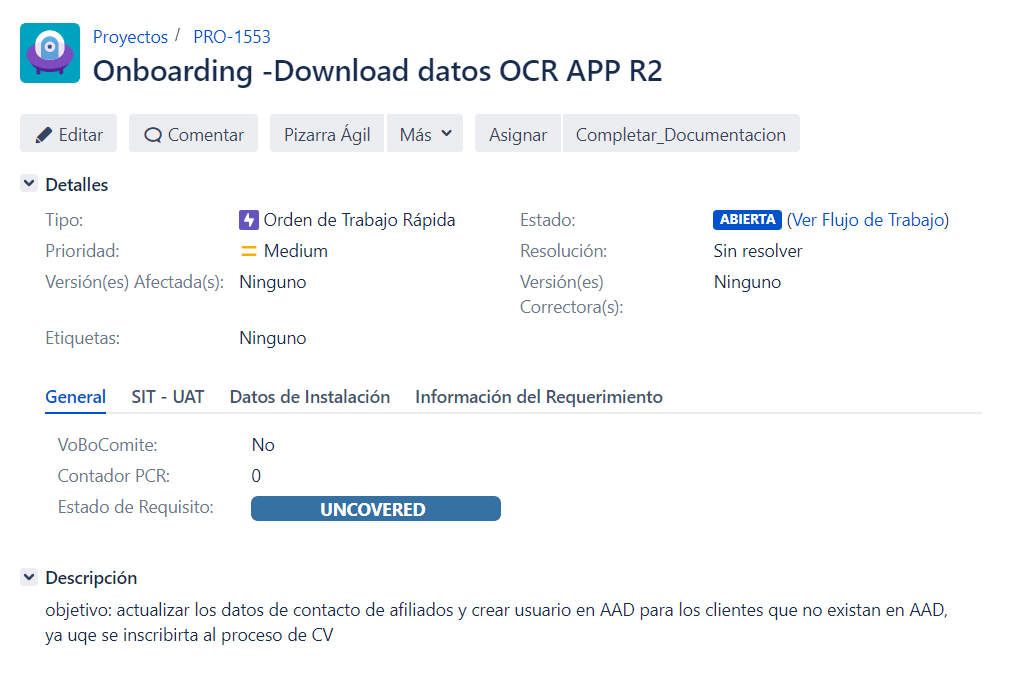 Proyectos / PRO-1553
Onboarding -Download datos OCR APP R2
Editar Comentar Pizarra Ágil Más Asignar Completar_Documentacion
Detalles
Tipo: Orden de Trabajo Rápida Estado: ABIERTA (Ver Flujo de Trabajo)
Prioridad: Medium Resolución: Sin resolver
Versión(es) Afectada(s): Ninguno Versión(es) Ninguno
Correctora(s):
Etiquetas: Ninguno
General SIT - UAT Datos de Instalación Información del Requerimiento
VoBoComite: No
Contador PCR: 0
Estado de Requisito: UNCOVERED
Descripción
objetivo: actualizar los datos de contacto de afiliados y crear usuario en AAD para los clientes que no existan en AAD,
ya uqe se inscribirta al proceso de CV